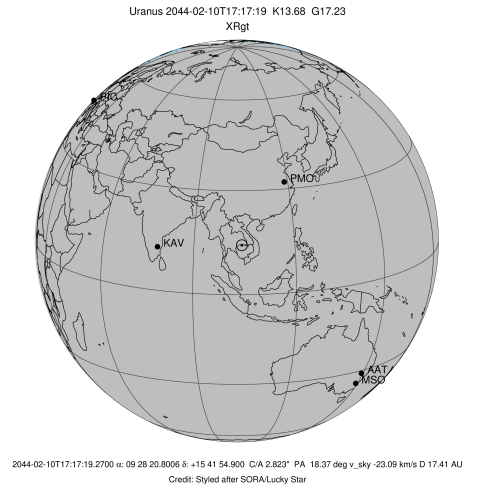 Uranus 2044-02-10T17:17:19 K13.68 G17.23
XRgt
PIC
PMO
KAV
AAT
MSO
2044-02-10T17:17:19.2700 α: 09 28 20.8006 δ: +15 41 54.900 C/A 2.823" PA 18.37 deg v_sky -23.09 km/s D 17.41 AU
Credit: Styled after SORA/Lucky Star